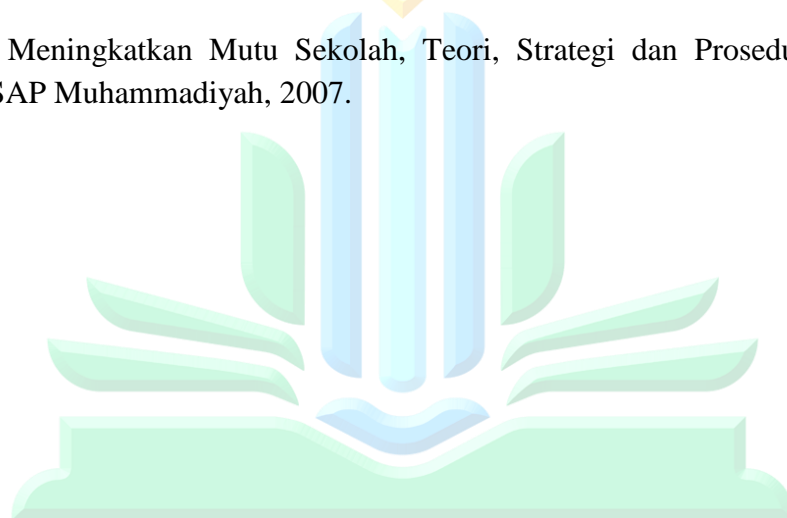 Meningkatkan Mutu Sekolah, Teori, Strategi dan Prosedu
SAP Muhammadiyah, 2007.